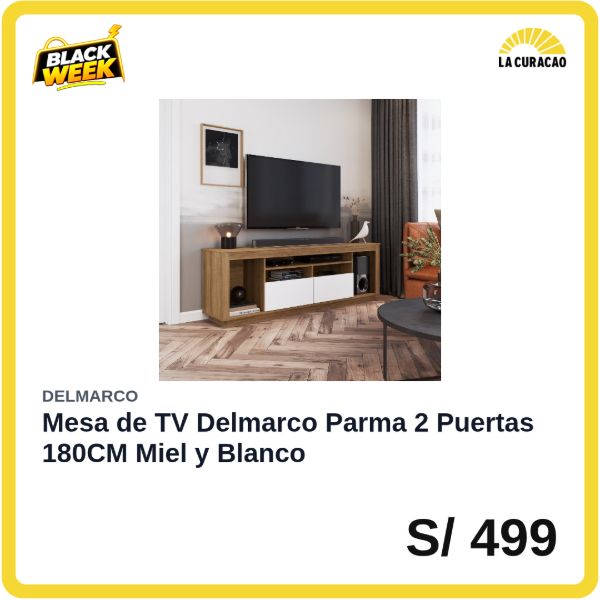 BLACK
WEEK
LA CURACAO
DELMARCO
Mesa de TV Delmarco Parma 2 Puertas
180CM Miel y Blanco
S/ 499